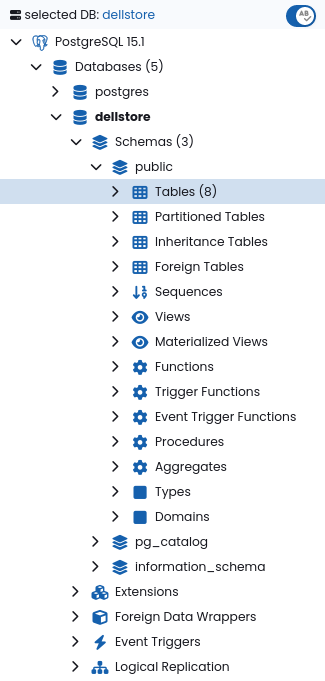 selected DB: dellstore
AB
PostgreSQL 15.1
Databases (5)
postgres
dellstore
Schemas (3)
public
Tables (8)
Partitioned Tables
Inheritance Tables
Foreign Tables
Sequences
Views
Materialized Views
Functions
Trigger Functions
Event Trigger Functions
Procedures
Aggregates
Types
Domains
pg_catalog
information_schema
Extensions
Foreign Data Wrappers
Event Triggers
Logical Replication